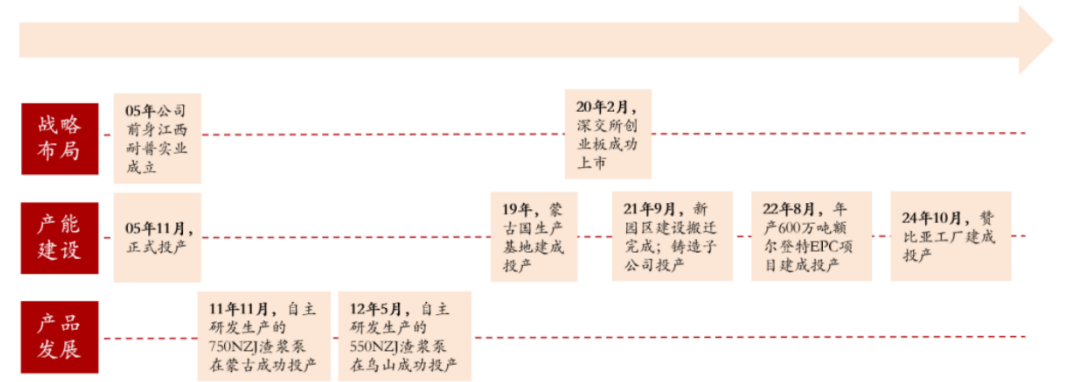 战略
布局
05年公司
前身江西
耐普实业
成立
20年2月，
深交所创
业板成功
上市
产能
建设
05年11月，
正式投产
19年，蒙
古国生产
基地建成
投产
21年9月，新
园区建设搬迁
完成；铸造子
公司投产
22年8月，年
产600万吨额
尔登特EPC项
目建成投产
24年10月，赞
比亚工厂建成
投产
产品
发展
11年11月，自主
研发生产的
750NZJ渣浆泵
在蒙古成功投产
12年5月，自主
研发生产的
550NZJ渣浆泵
在乌山成功投产